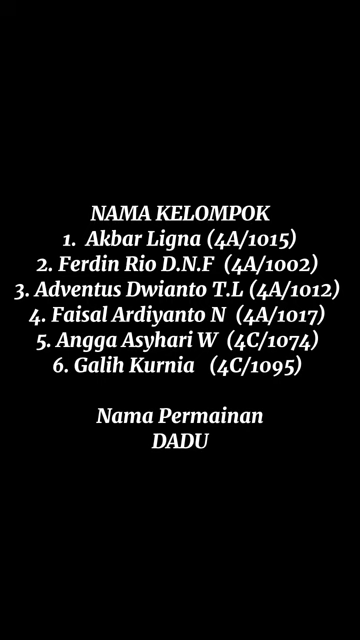 NAMA KELOMPOK
1. Akbar Ligna (4A/1015)
2. Ferdin Rio D.N.F (4A/1002)
3. Adventus Dwianto T.L (4A/1012)
4. Faisal Ardiyanto N (4A/1017)
5. Angga Asyhari W (4C/1074)
6. Galih Kurnia (4C/1095)
Nama Permainan
DADU